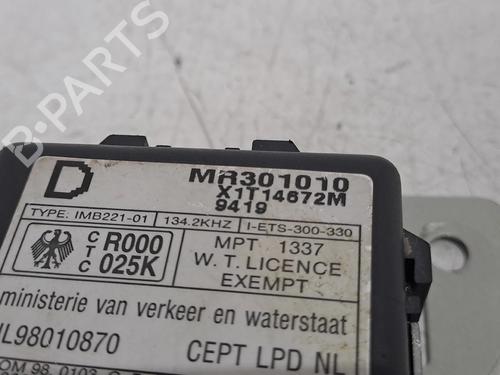 D MR301010
X1T14672M
9419
TYPE. IMB221-01 134.2KHZ I-ETS-300-330
CTC R000 025K
MPT 1337
W. T. LICENCE
EXEMPT
ministerie van verkeer en waterstaat
NL98010870 CEPT LPD NL